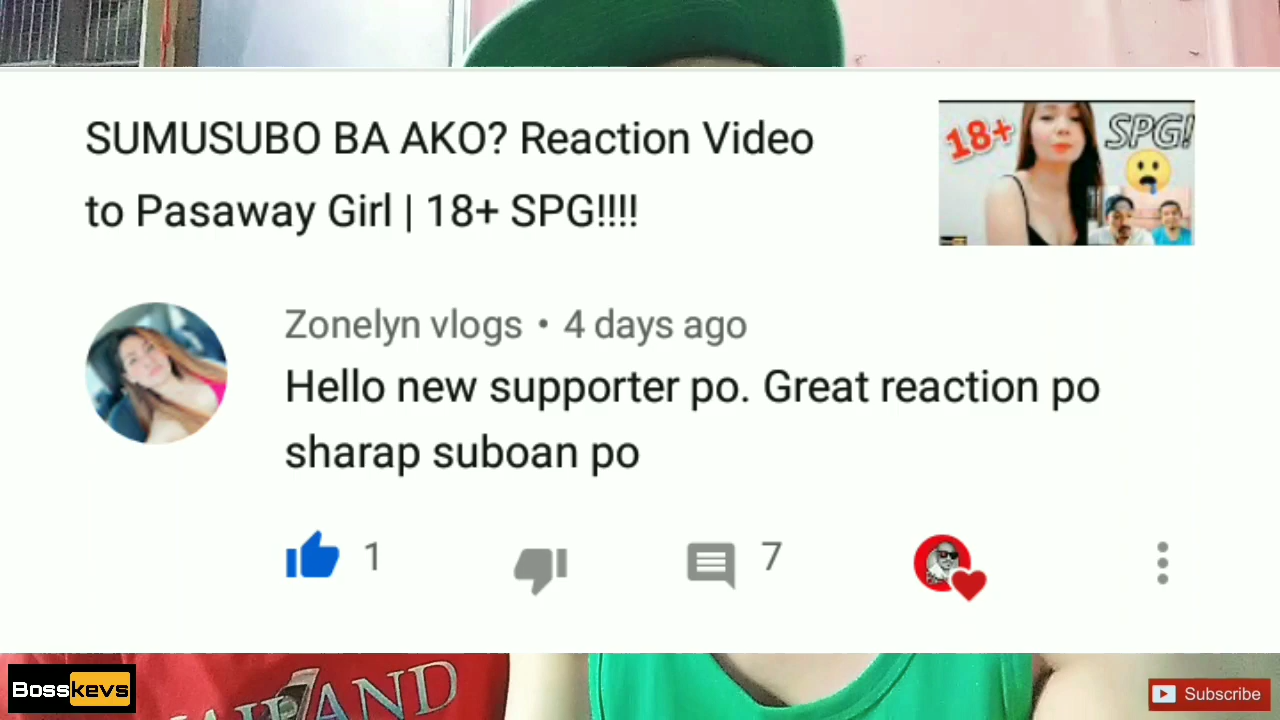 SUMUSUBO BA AKO? Reaction Video
to Pasaway Girl | 18+ SPG!!!!
18+
SPG!
Zonelyn vlogs • 4 days ago
Hello new supporter po. Great reaction po
sharap suboan po
1
7
Bosskevs
Subscribe